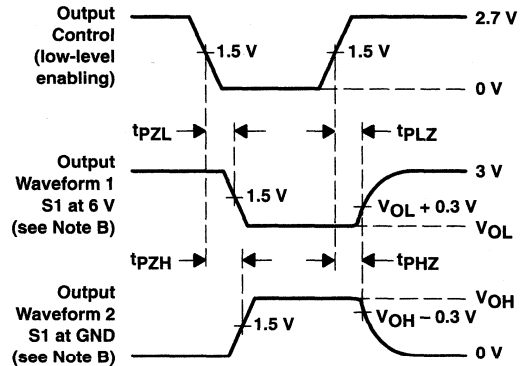 Output
Control
(low-level
enabling)
1.5 V
1.5 V
2.7 V
0 V
tPZL
tPLZ
Output
Waveform 1
S1 at 6 V
(see Note B)
1.5 V
3 V
VOL + 0.3 V
VOL
tPZH
tPHZ
Output
Waveform 2
S1 at GND
(see Note B)
1.5 V
VOH
VOH – 0.3 V
0 V